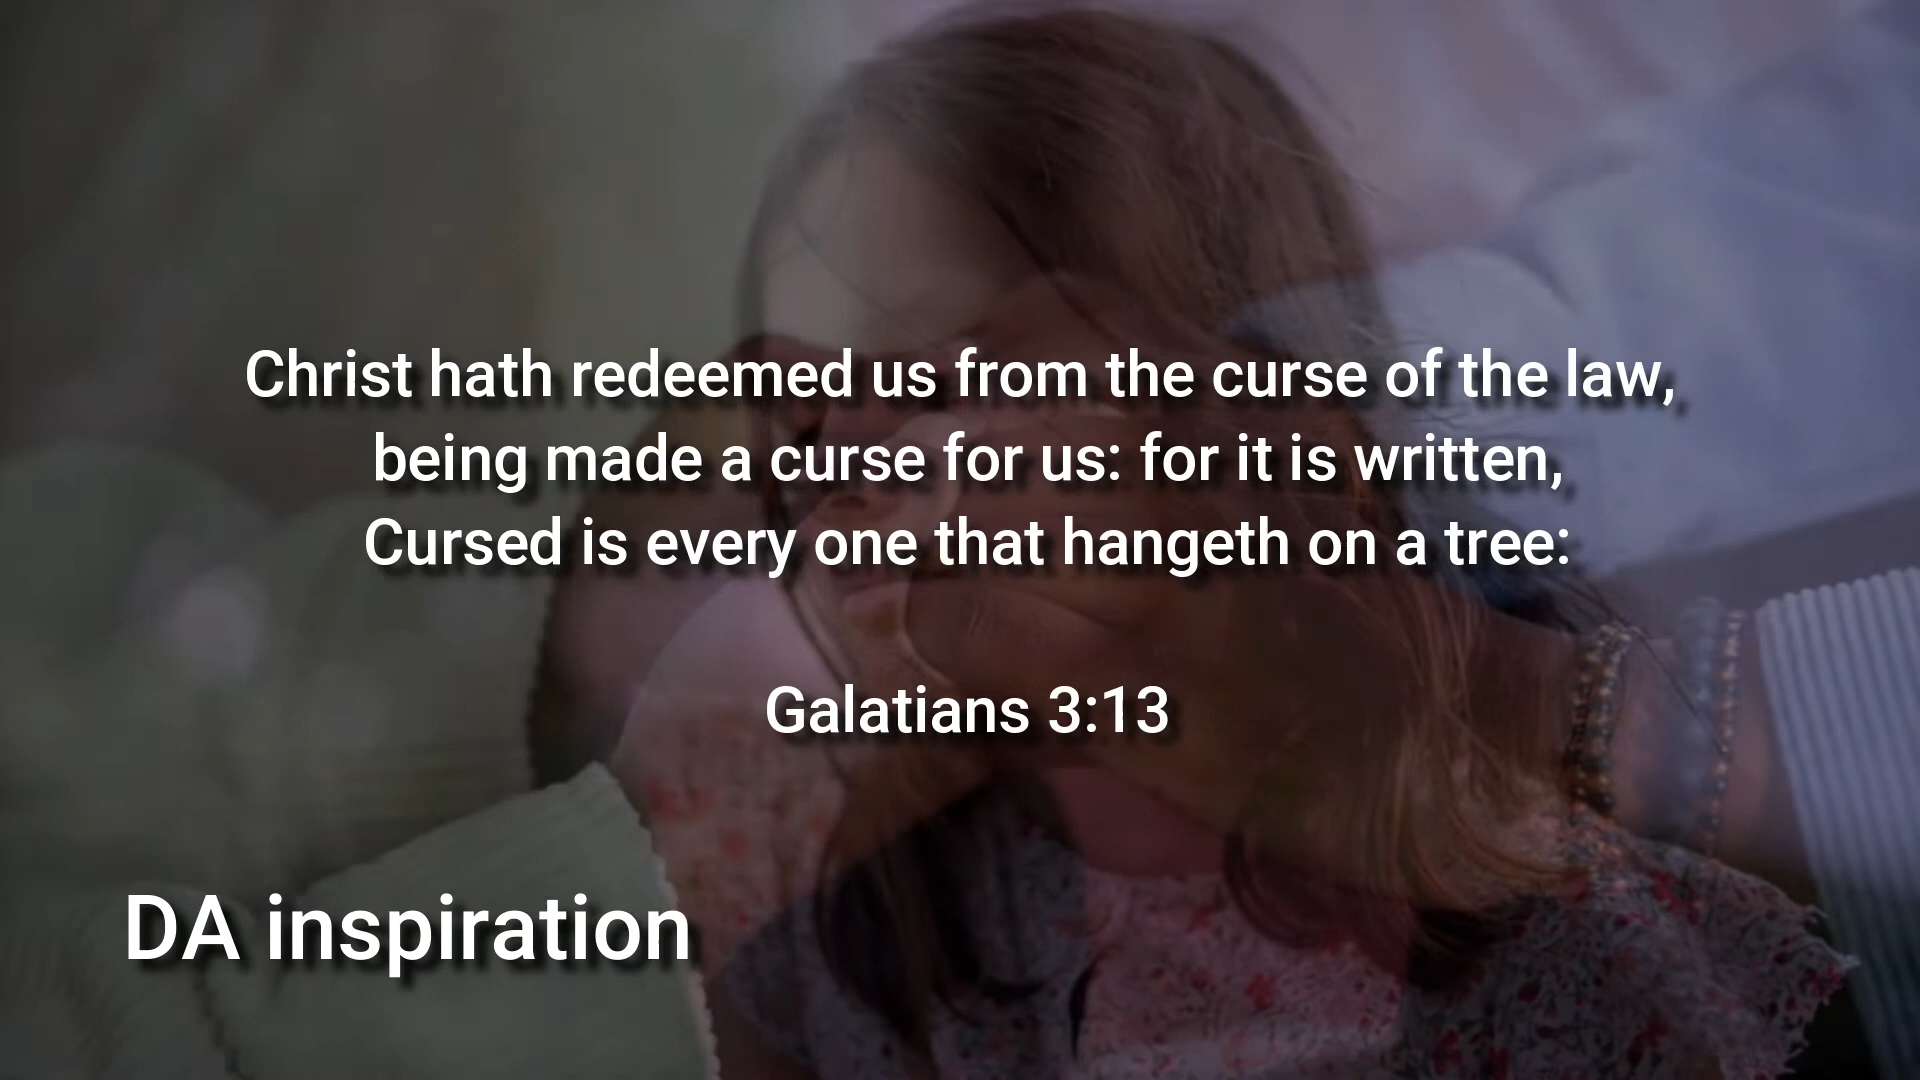 Christ hath redeemed us from the curse of the law,
being made a curse for us: for it is written,
Cursed is every one that hangeth on a tree:
Galatians 3:13
DA inspiration